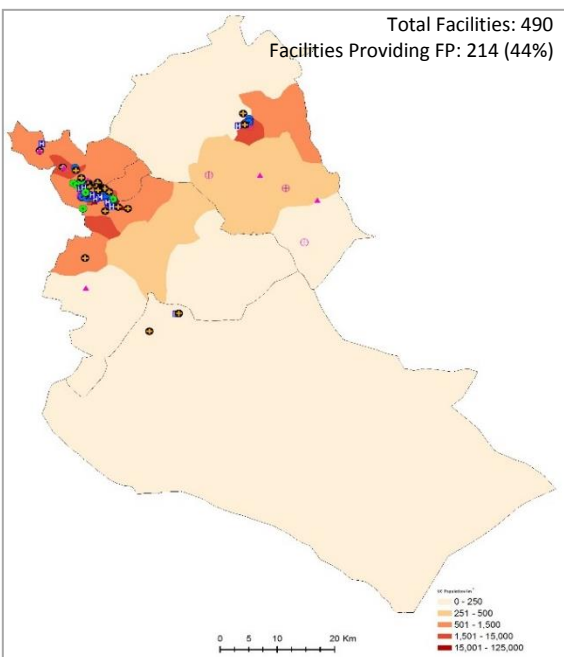 Total Facilities: 490
Facilities Providing FP: 214 (44%)
0 - 250
251 - 500
501 - 1,500
1,501 - 15,000
15,001 - 125,000
0 5 10 20 Km